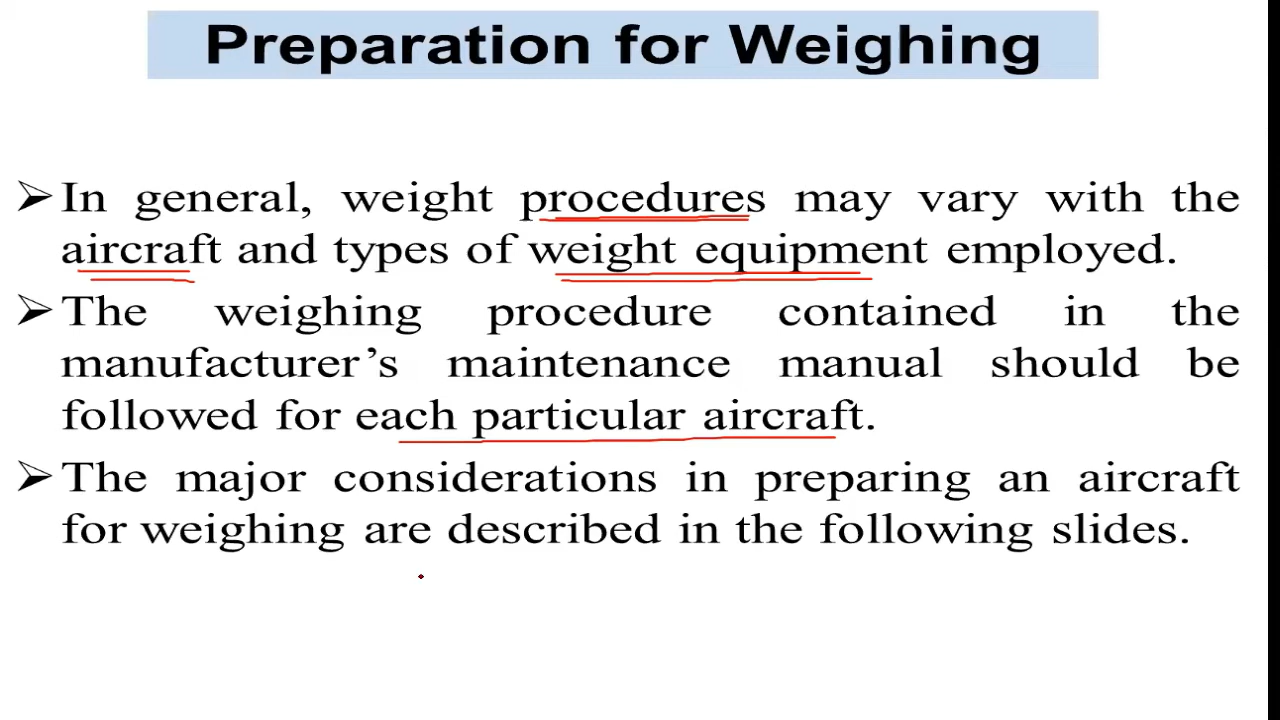 Preparation for Weighing
➢ In general, weight procedures may vary with the
aircraft and types of weight equipment employed.
➢ The weighing procedure contained in the
manufacturer’s maintenance manual should be
followed for each particular aircraft.
➢ The major considerations in preparing an aircraft
for weighing are described in the following slides.